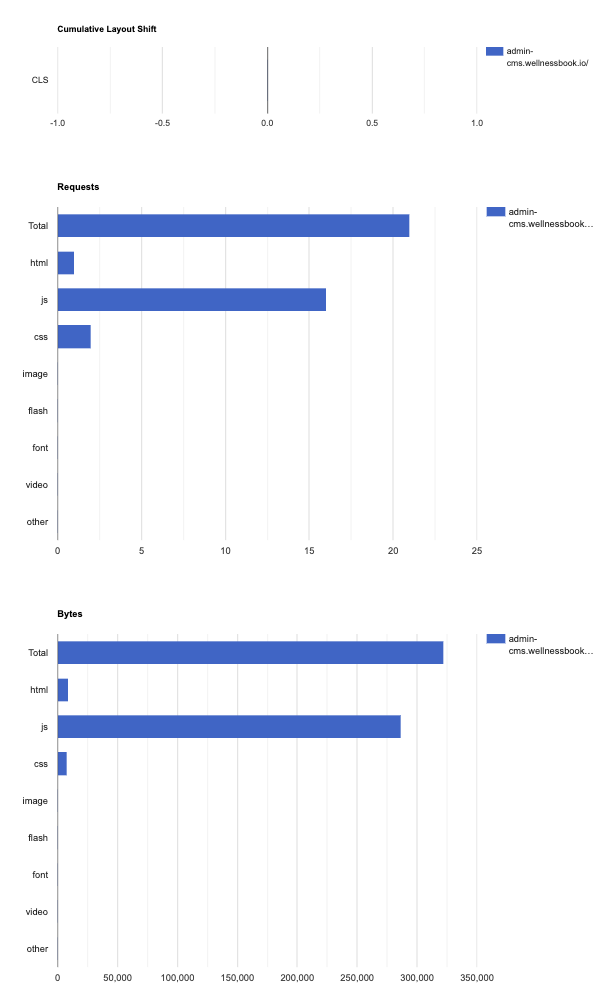 Cumulative Layout Shift
admin-
cms.wellnessbook.io/
CLS
-1.0
-0.5
0.0
0.5
1.0
Requests
admin-
cms.wellnessbook...
Total
html
js
css
image
flash
font
video
other
0
5
10
15
20
25
Bytes
admin-
cms.wellnessbook...
Total
html
js
css
image
flash
font
video
other
0
50,000
100,000
150,000
200,000
250,000
300,000
350,000